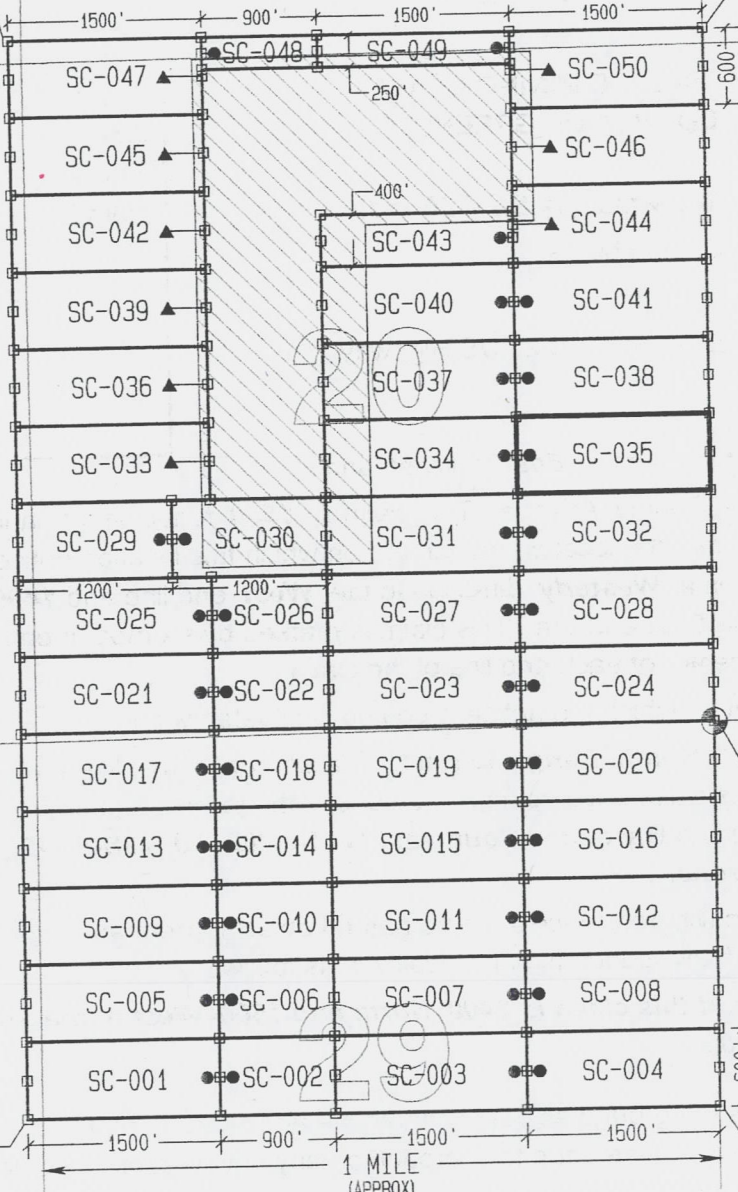 1500' 900' 1500' 1500'
SC-048 SC-049
SC-047 SC-050
600'
250'
SC-045 SC-046
400'
SC-042 SC-043 SC-044
SC-039 SC-040 SC-041
20
SC-036 SC-037 SC-038
SC-033 SC-034 SC-035
SC-029 SC-030 SC-031 SC-032
1200' 1200'
SC-025 SC-026 SC-027 SC-028
SC-021 SC-022 SC-023 SC-024
SC-017 SC-018 SC-019 SC-020
SC-013 SC-014 SC-015 SC-016
SC-009 SC-010 SC-011 SC-012
SC-005 SC-006 SC-007 SC-008
29
SC-001 SC-002 SC-003 SC-004
1500' 900' 1500' 1500'
1 MILE
(APPROX)